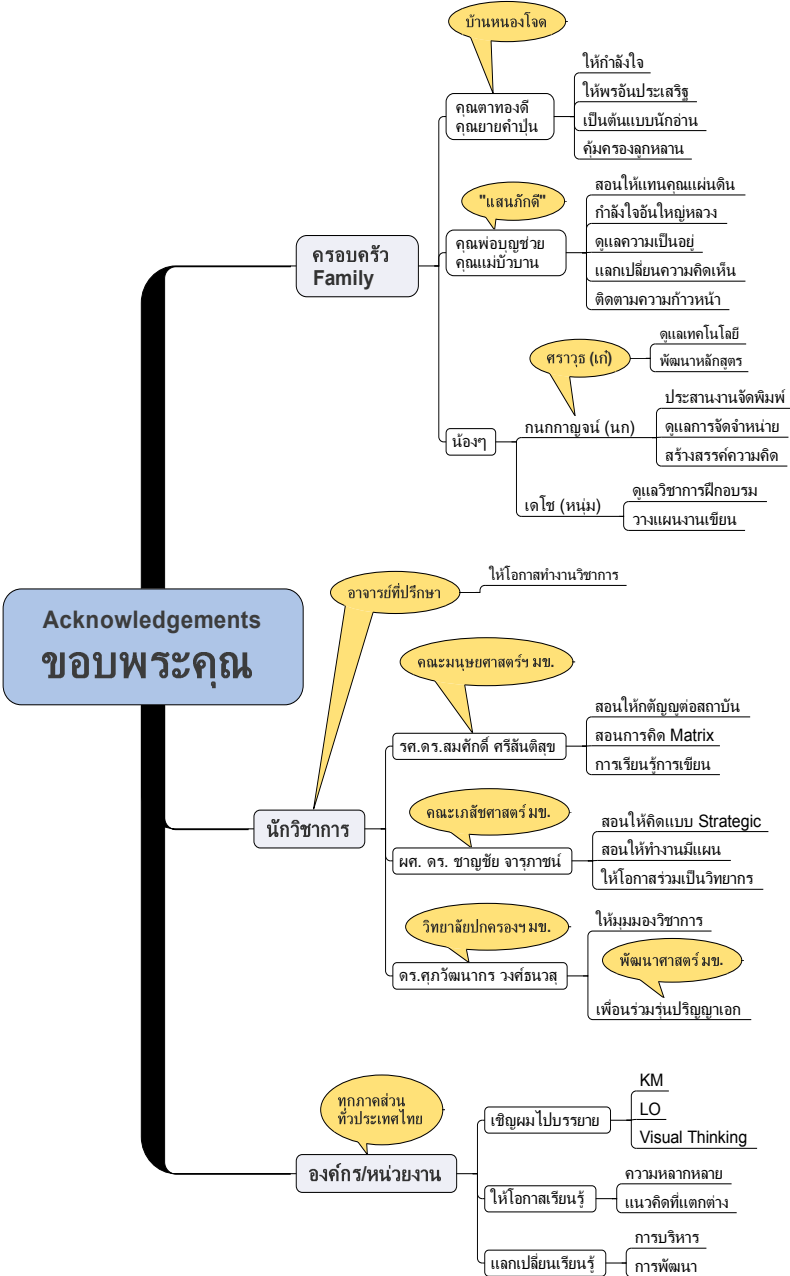 บ้านหนองโจด
คุณตาทองดี
คุณยายคำปุ่น
ให้กำลังใจ
ให้พรอันประเสริฐ
เป็นต้นแบบนักอ่าน
คุ้มครองลูกหลาน
"แสนภักดี"
คุณพ่อบุญช่วย
คุณแม่บัวบาน
สอนให้แทนคุณแผ่นดิน
กำลังใจอันใหญ่หลวง
ดูแลความเป็นอยู่
แลกเปลี่ยนความคิดเห็น
ติดตามความก้าวหน้า
ครอบครัว
Family
ศราวุธ (เก๋)
ดูแลเทคโนโลยี
พัฒนาหลักสูตร
น้องๆ
กนกกาญจน์ (นก)
ประสานงานจัดพิมพ์
ดูแลการจัดจำหน่าย
สร้างสรรค์ความคิด
เดโช (หนุ่ม)
ดูแลวิชาการฝึกอบรม
วางแผนงานเขียน
Acknowledgements
ขอบพระคุณ
อาจารย์ที่ปรึกษา
ให้โอกาสทำงานวิชาการ
คณะมนุษยศาสตร์ฯ มข.
รศ.ดร.สมศักดิ์ ศรีสันติสุข
สอนให้กตัญญูต่อสถาบัน
สอนการคิด Matrix
การเรียนรู้การเขียน
นักวิชาการ
คณะเภสัชศาสตร์ มข.
ผศ. ดร. ชาญชัย จารุภาชน์
สอนให้คิดแบบ Strategic
สอนให้ทำงานมีแผน
ให้โอกาสร่วมเป็นวิทยากร
วิทยาลัยปกครองฯ มข.
ดร.ศุภวัฒนากร วงศ์ธนวสุ
ให้มุมมองวิชาการ
พัฒนาศาสตร์ มข.
เพื่อนร่วมรุ่นปริญญาเอก
ทุกภาคส่วน
ทั่วประเทศไทย
องค์กร/หน่วยงาน
เชิญผมไปบรรยาย
KM
LO
Visual Thinking
ให้โอกาสเรียนรู้
ความหลากหลาย
แนวคิดที่แตกต่าง
แลกเปลี่ยนเรียนรู้
การบริหาร
การพัฒนา